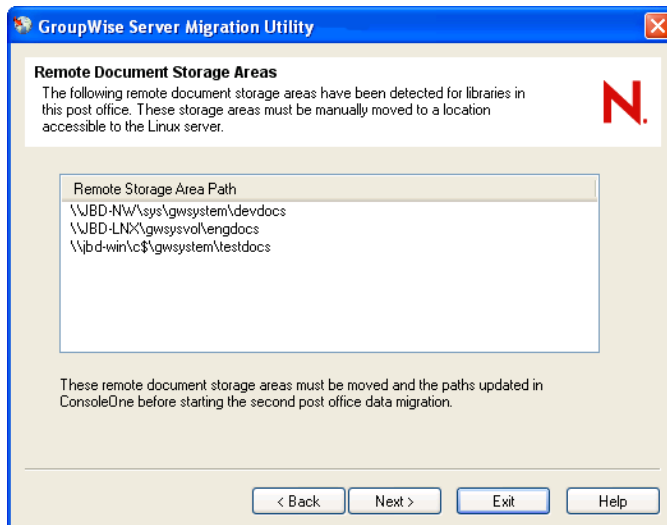 GroupWise Server Migration Utility
Remote Document Storage Areas
The following remote document storage areas have been detected for libraries in
this post office. These storage areas must be manually moved to a location
accessible to the Linux server.
N.
Remote Storage Area Path
\\JBD-NW\sys\gwsystem\devdocs
\\JBD-LNX\gwsysvol\engdocs
\\jbd-win\c$\gwsystem\testdocs
These remote document storage areas must be moved and the paths updated in
ConsoleOne before starting the second post office data migration.
< Back Next > Exit Help